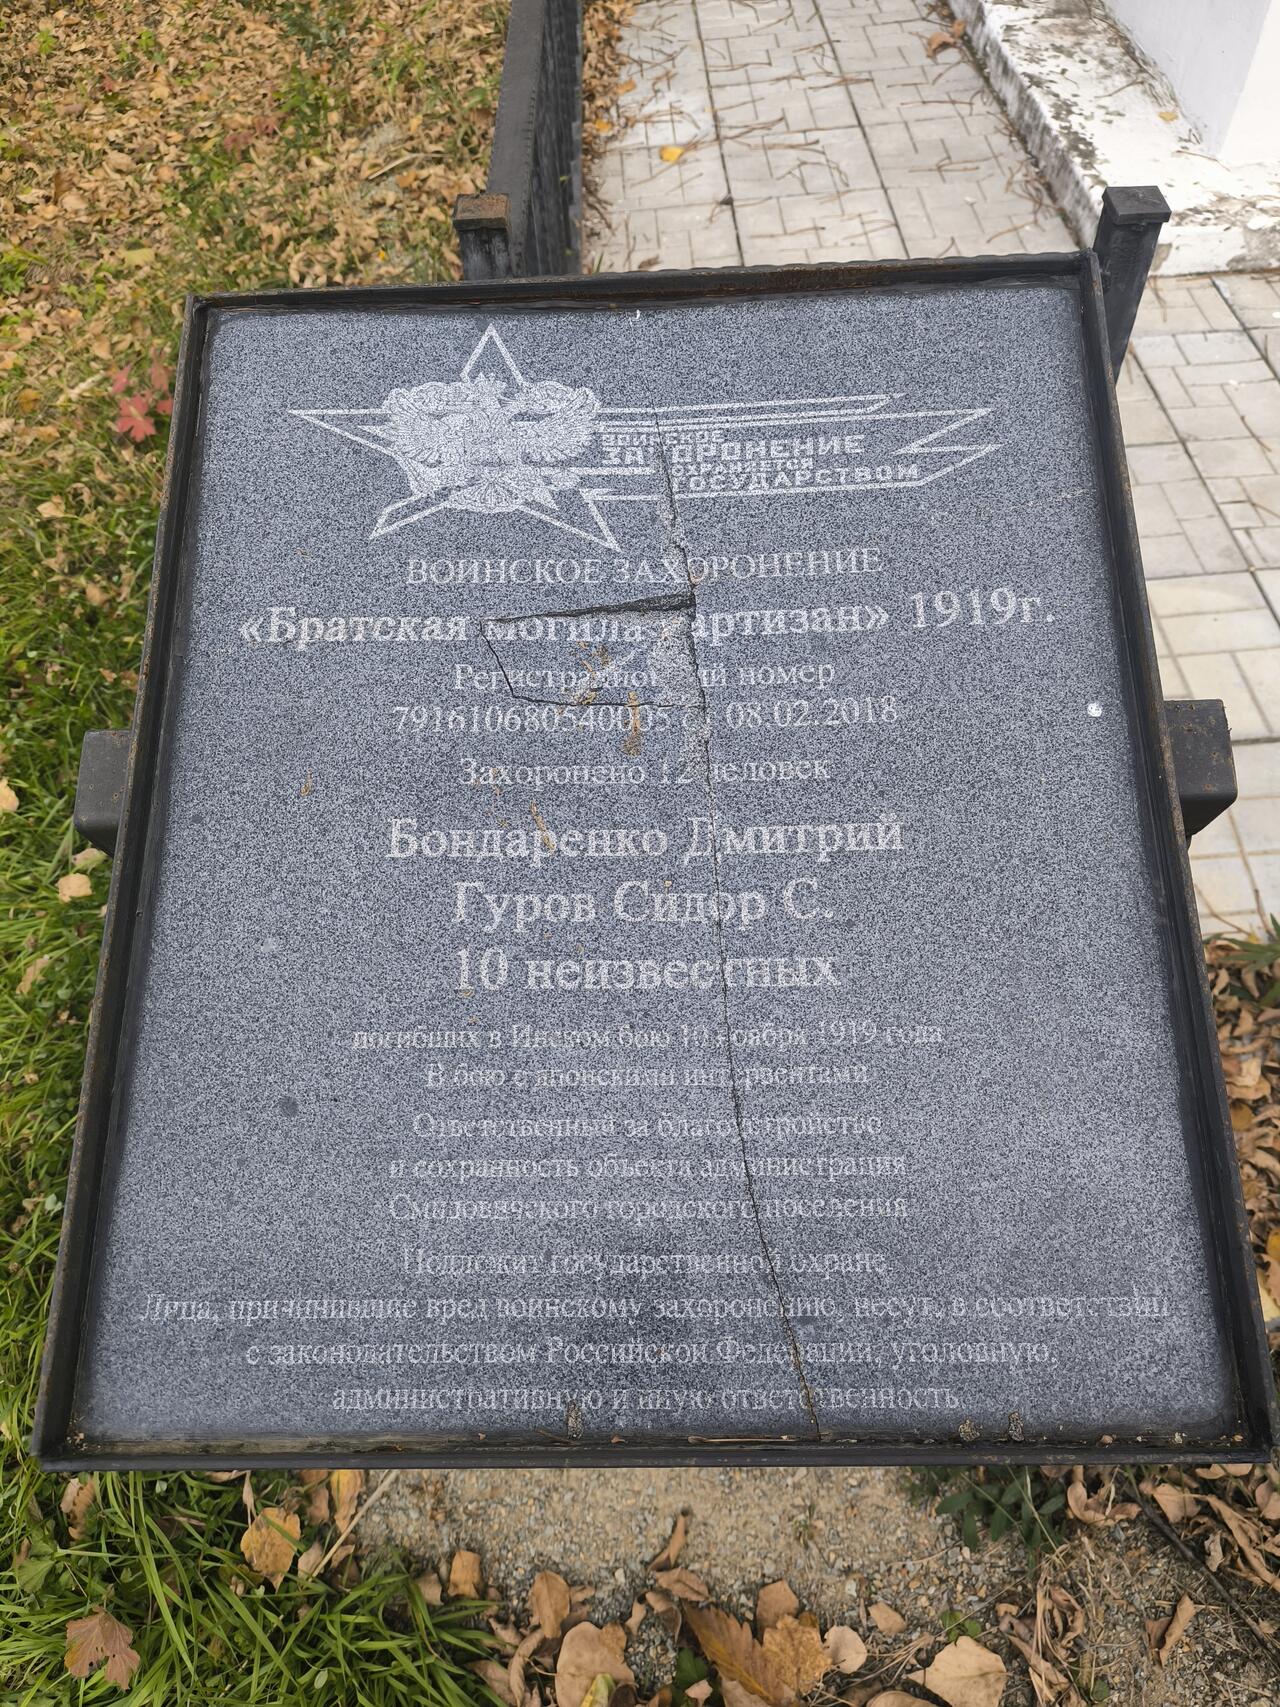 ВОИНСКОЕ
ЗАХОРОНЕНИЕ
ОХРАНЯЕТСЯ
ГОСУДАРСТВОМ
ВОИНСКОЕ ЗАХОРОНЕНИЕ
«Братская могила партизан» 1919г.
Регистрационный номер
791610680540005 от 08.02.2018
Захоронено 12 человек
Бондаренко Дмитрий
Гуров Сидор С.
10 неизвестных
погибших в Инском бою 10 ноября 1919 года
В бою с японскими интервентами
Ответственный за благоустройство
и сохранность объекта администрация
Смидовичского городского поселения
Подлежит государственной охране.
Лица, причинившие вред воинскому захоронению, несут, в соответствии
с законодательством Российской Федерации, уголовную,
административную и иную ответственность